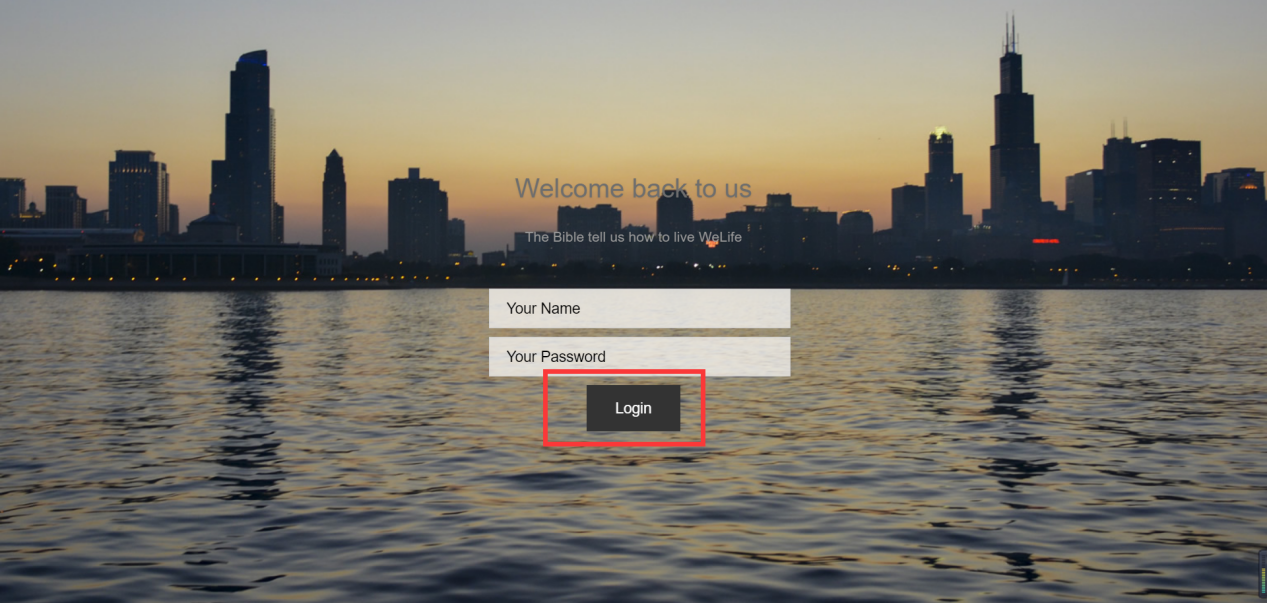 Welcome back to us
The Bible tell us how to live WeLife
Your Name
Your Password
Login